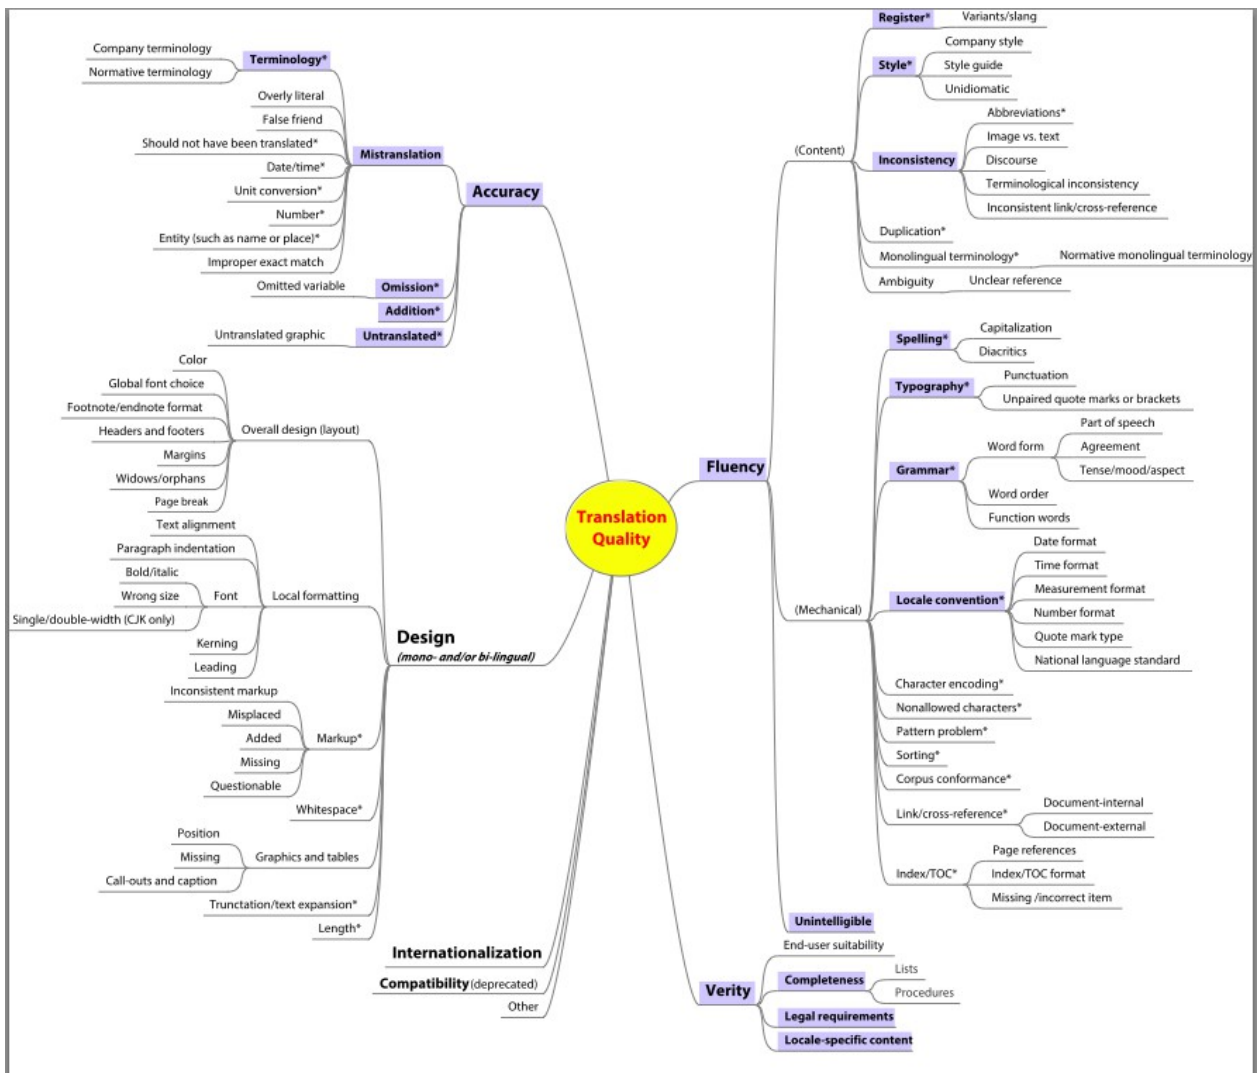 Translation
Quality
Accuracy
Mistranslation
Terminology*
Company terminology
Normative terminology
Overly literal
False friend
Should not have been translated*
Date/time*
Unit conversion*
Number*
Entity (such as name or place)*
Improper exact match
Omission*
Omitted variable
Addition*
Untranslated*
Untranslated graphic
Design
(mono- and/or bi-lingual)
Overall design (layout)
Color
Global font choice
Footnote/endnote format
Headers and footers
Margins
Widows/orphans
Page break
Local formatting
Text alignment
Paragraph indentation
Font
Bold/italic
Wrong size
Single/double-width (CJK only)
Kerning
Leading
Markup*
Inconsistent markup
Misplaced
Added
Missing
Questionable
Whitespace*
Graphics and tables
Position
Missing
Call-outs and caption
Trunctation/text expansion*
Length*
Internationalization
Compatibility (deprecated)
Other
Fluency
(Content)
Register*
Variants/slang
Style*
Company style
Style guide
Unidiomatic
Inconsistency
Abbreviations*
Image vs. text
Discourse
Terminological inconsistency
Inconsistent link/cross-reference
Duplication*
Monolingual terminology*
Normative monolingual terminology
Ambiguity
Unclear reference
(Mechanical)
Spelling*
Capitalization
Diacritics
Typography*
Punctuation
Unpaired quote marks or brackets
Grammar*
Word form
Part of speech
Agreement
Tense/mood/aspect
Word order
Function words
Locale convention*
Date format
Time format
Measurement format
Number format
Quote mark type
National language standard
Character encoding*
Nonallowed characters*
Pattern problem*
Sorting*
Corpus conformance*
Link/cross-reference*
Document-internal
Document-external
Index/TOC*
Page references
Index/TOC format
Missing /incorrect item
Unintelligible
Verity
End-user suitability
Completeness
Lists
Procedures
Legal requirements
Locale-specific content